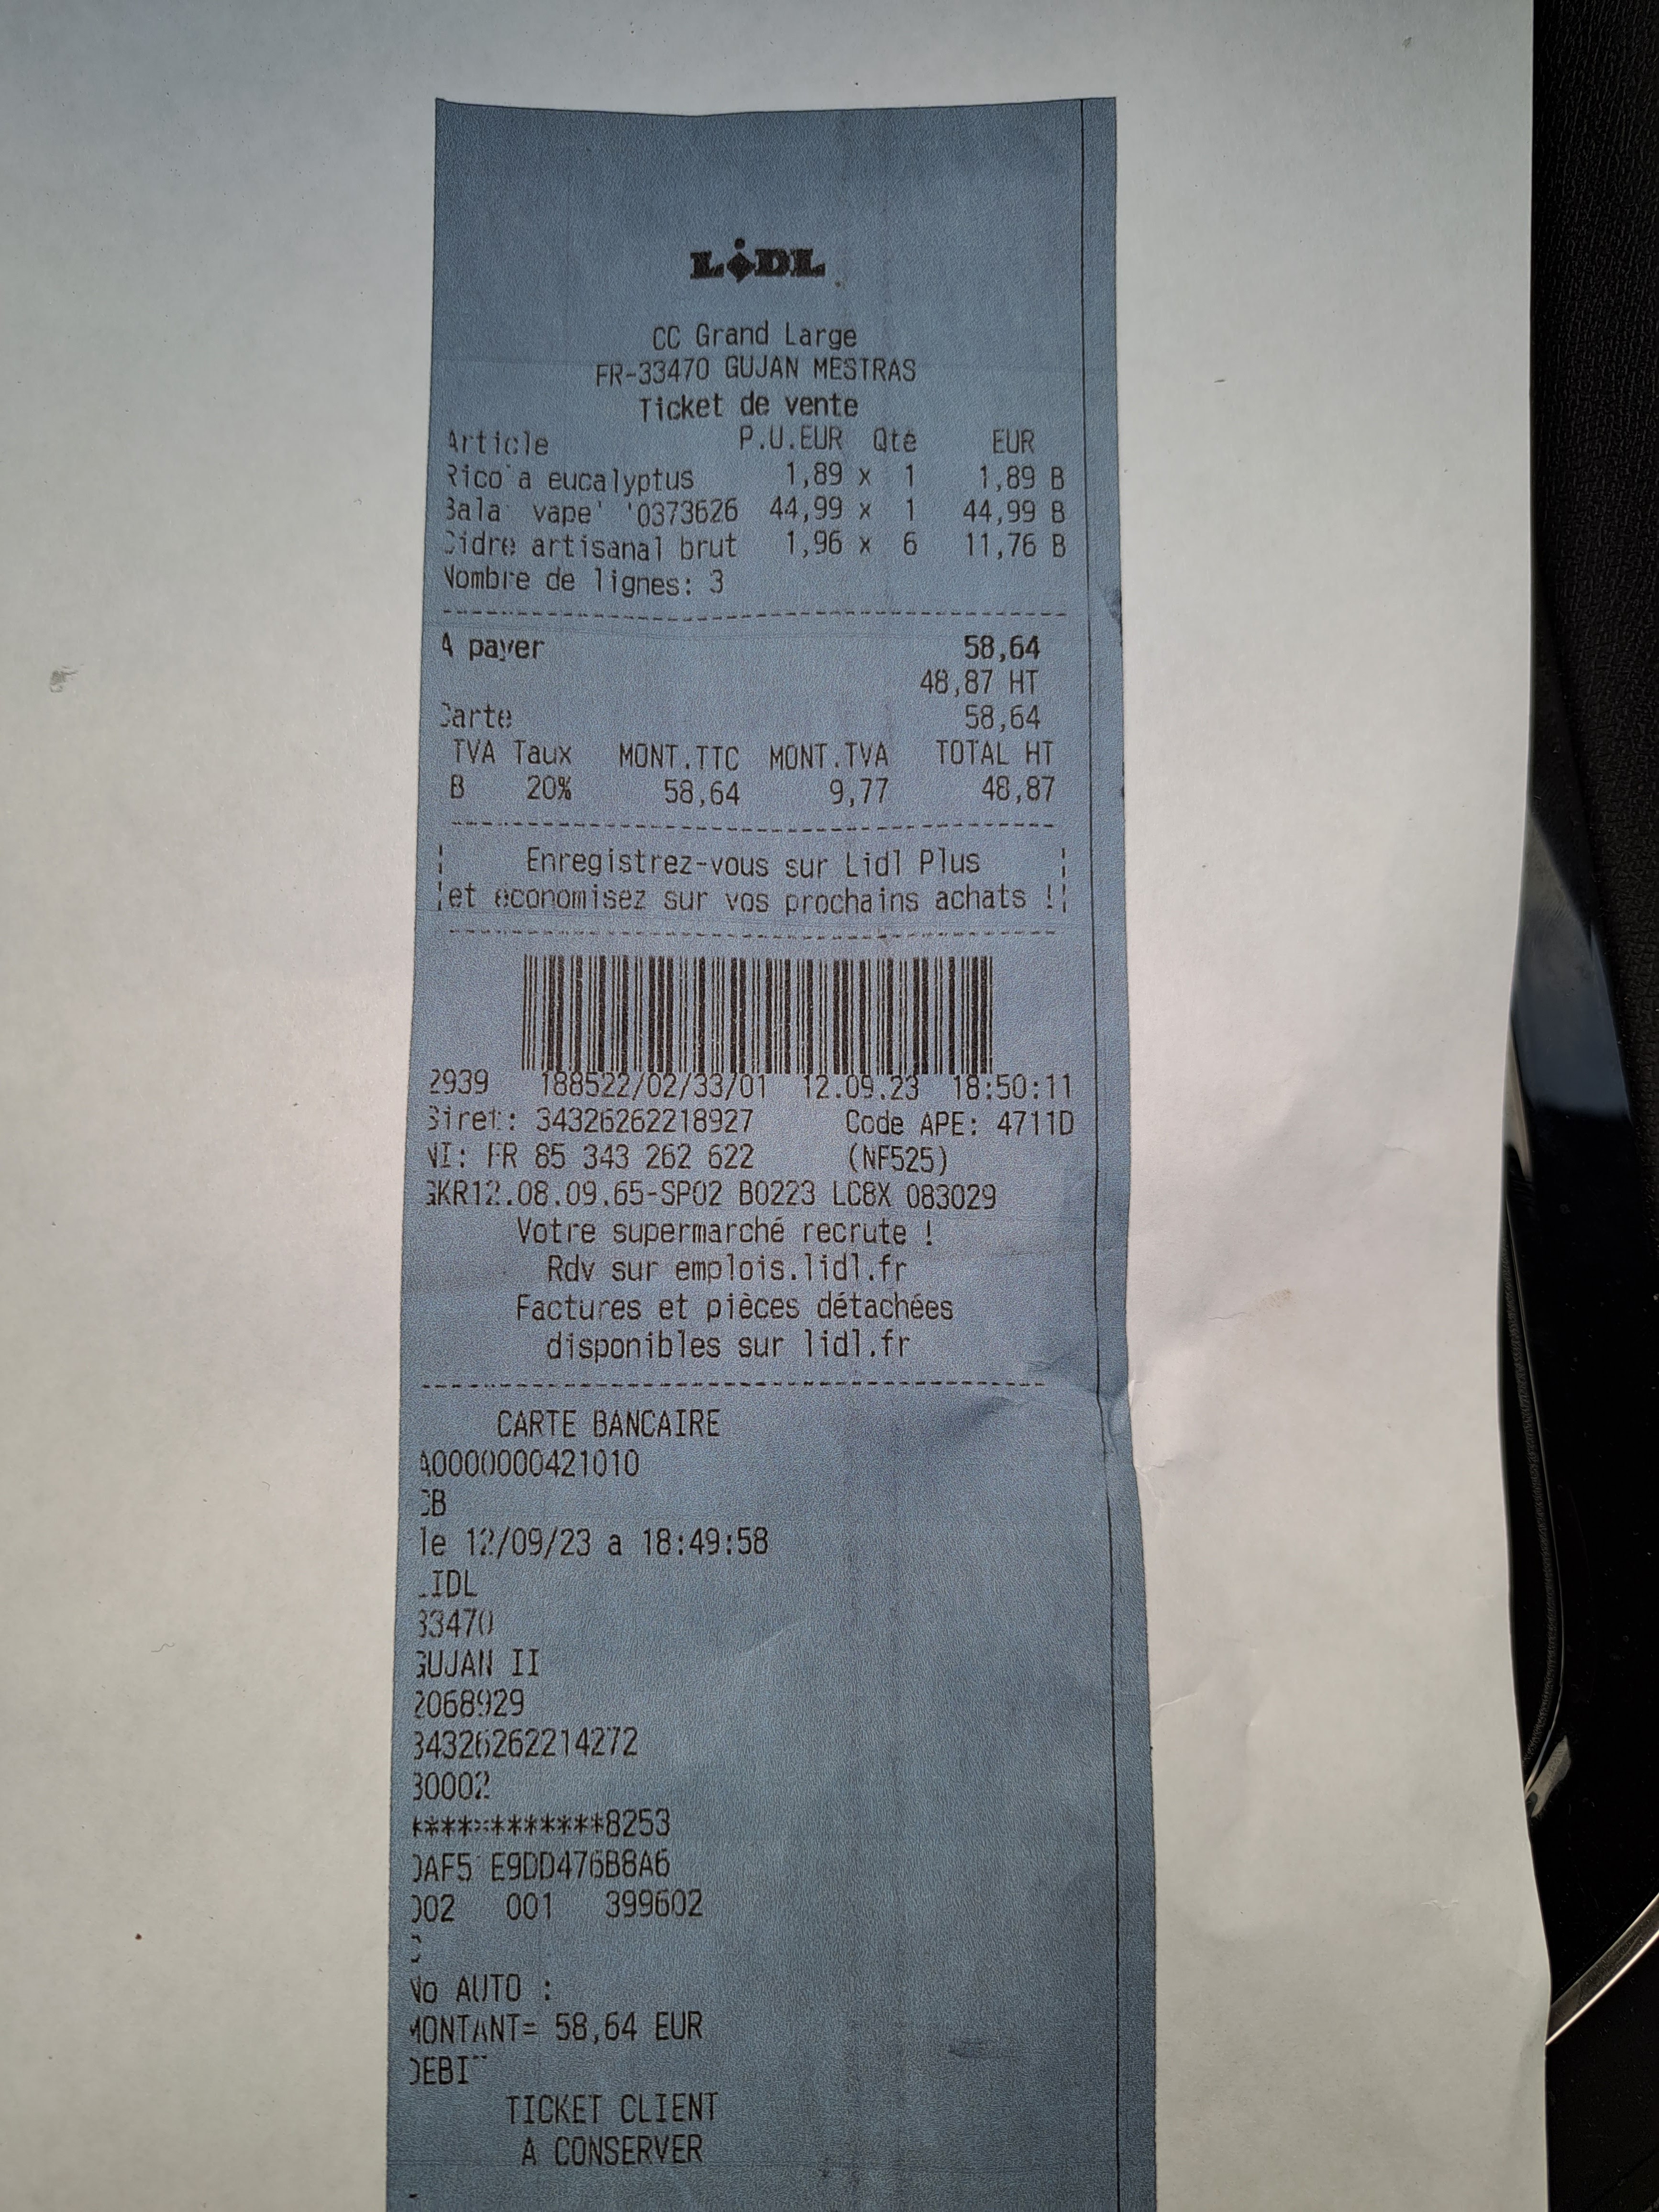 LIDL
CC Grand Large
FR-33470 GUJAN MESTRAS
Ticket de vente
Article P.U.EUR Qté EUR
Rico a eucalyptus 1,89 x 1 1,89 B
Bala vape' '0373626 44,99 x 1 44,99 B
Cidre artisanal brut 1,96 x 6 11,76 B
Nombre de lignes: 3
A payer 58,64
48,87 HT
Carte 58,64
TVA Taux MONT.TTC MONT.TVA TOTAL HT
B 20% 58,64 9,77 48,87
Enregistrez-vous sur Lidl Plus
et économisez sur vos prochains achats !
2939 188522/02/33/01 12.09.23 18:50:11
Siret: 34326262218927 Code APE: 4711D
NI: FR 85 343 262 622 (NF525)
GKR12.08.09.65-SP02 B0223 LC8X 083029
Votre supermarché recrute !
Rdv sur emplois.lidl.fr
Factures et pièces détachées
disponibles sur lidl.fr
CARTE BANCAIRE
A0000000421010
CB
le 12/09/23 a 18:49:58
LIDL
33470
GUJAN II
2068929
34326262214272
30002
****************8253
E9DD476B8A6
002 001 399602
No AUTO :
MONTANT= 58,64 EUR
DEBIT
TICKET CLIENT
A CONSERVER